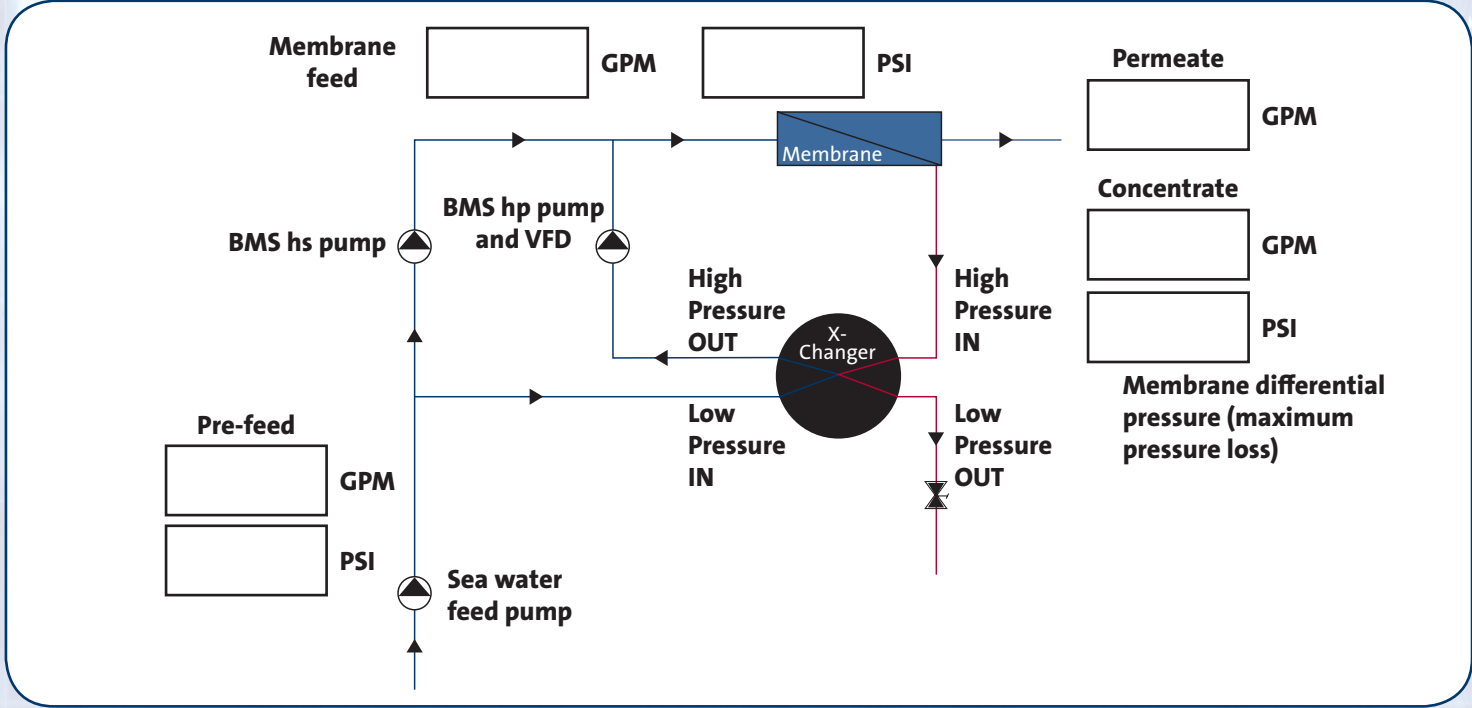 Membrane
feed
GPM
PSI
Permeate
GPM
Membrane
Concentrate
GPM
PSI
Membrane differential
pressure (maximum
pressure loss)
BMS hs pump
BMS hp pump
and VFD
High
Pressure
OUT
High
Pressure
IN
X-
Changer
Low
Pressure
IN
Low
Pressure
OUT
Pre-feed
GPM
PSI
Sea water
feed pump